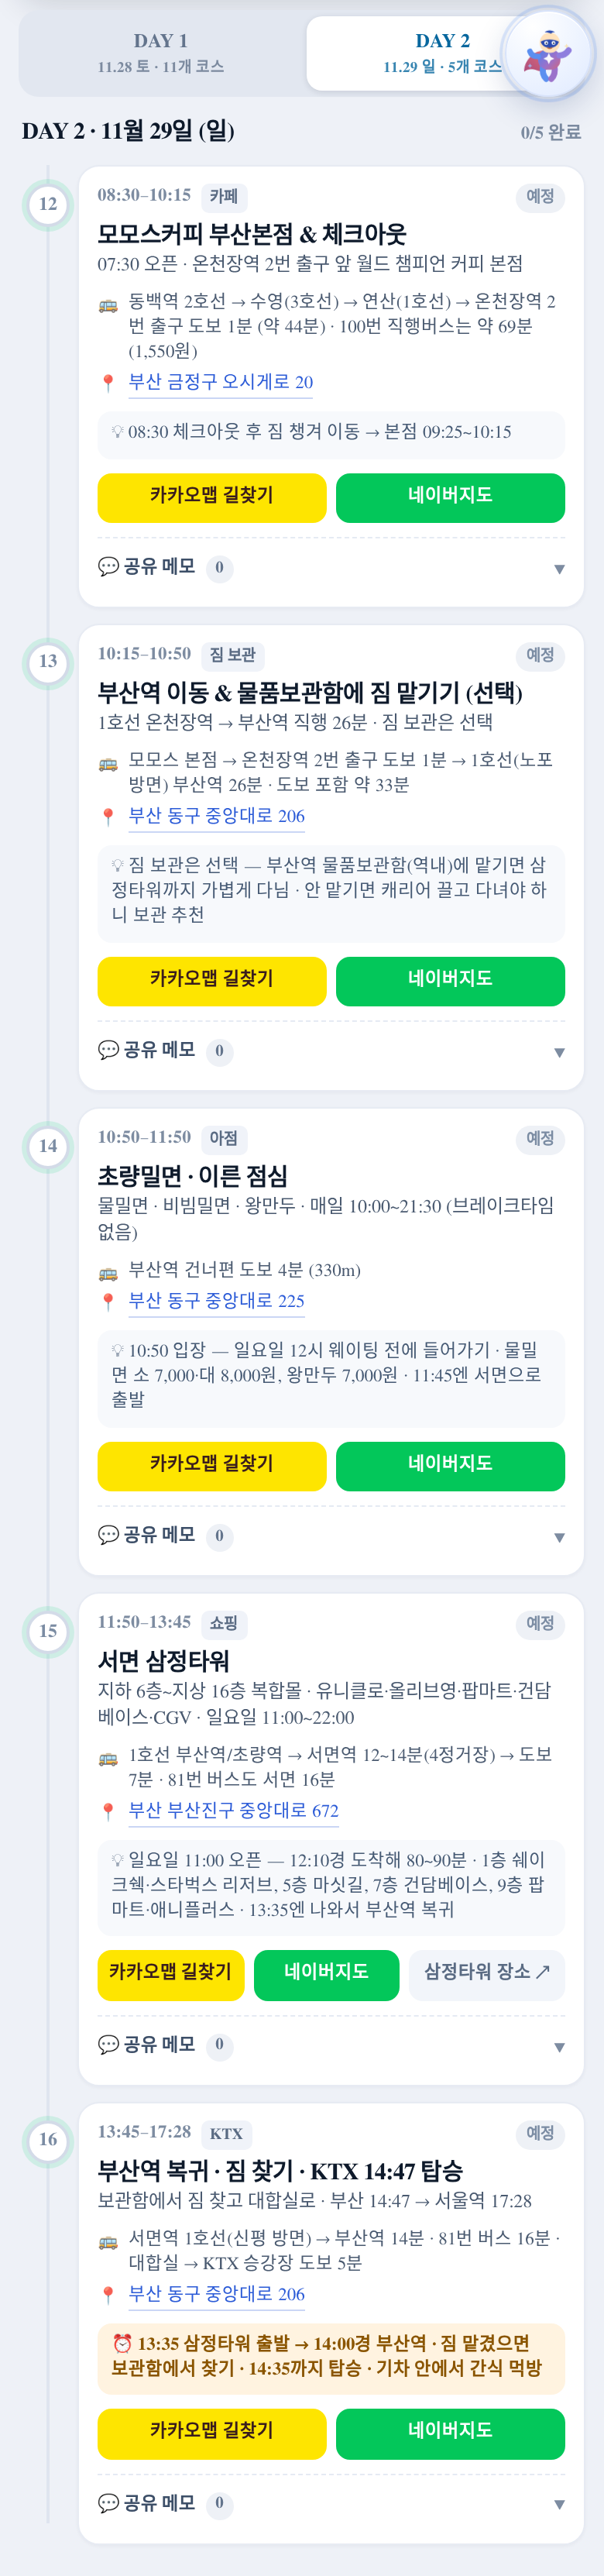 DAY 1
11.28 토 · 11개 코스
DAY 2
11.29 일 · 5개 코스
DAY 2 · 11월 29일 (일)
0/5 완료
12
08:30–10:15 카페 예정
모모스커피 부산본점 & 체크아웃
07:30 오픈 · 온천장역 2번 출구 앞 월드 챔피언 커피 본점
🚌 동백역 2호선 → 수영(3호선) → 연산(1호선) → 온천장역 2
번 출구 도보 1분 (약 44분) · 100번 직행버스는 약 69분
(1,550원)
📍 부산 금정구 오시게로 20
💡 08:30 체크아웃 후 짐 챙겨 이동 → 본점 09:25~10:15
카카오맵 길찾기 네이버지도
💬 공유 메모 0 ▼
13
10:15–10:50 짐 보관 예정
부산역 이동 & 물품보관함에 짐 맡기기 (선택)
1호선 온천장역 → 부산역 직행 26분 · 짐 보관은 선택
🚌 모모스 본점 → 온천장역 2번 출구 도보 1분 → 1호선(노포
방면) 부산역 26분 · 도보 포함 약 33분
📍 부산 동구 중앙대로 206
💡 짐 보관은 선택 — 부산역 물품보관함(역내)에 맡기면 삼
정타워까지 가볍게 다님 · 안 맡기면 캐리어 끌고 다녀야 하
니 보관 추천
카카오맵 길찾기 네이버지도
💬 공유 메모 0 ▼
14
10:50–11:50 아점 예정
초량밀면 · 이른 점심
물밀면 · 비빔밀면 · 왕만두 · 매일 10:00~21:30 (브레이크타임
없음)
🚌 부산역 건너편 도보 4분 (330m)
📍 부산 동구 중앙대로 225
💡 10:50 입장 — 일요일 12시 웨이팅 전에 들어가기 · 물밀
면 소 7,000·대 8,000원, 왕만두 7,000원 · 11:45엔 서면으로
출발
카카오맵 길찾기 네이버지도
💬 공유 메모 0 ▼
15
11:50–13:45 쇼핑 예정
서면 삼정타워
지하 6층~지상 16층 복합몰 · 유니클로·올리브영·팝마트·건담
베이스·CGV · 일요일 11:00~22:00
🚌 1호선 부산역/초량역 → 서면역 12~14분(4정거장) → 도보
7분 · 81번 버스도 서면 16분
📍 부산 부산진구 중앙대로 672
💡 일요일 11:00 오픈 — 12:10경 도착해 80~90분 · 1층 쉐이
크쉑·스타벅스 리저브, 5층 마싯길, 7층 건담베이스, 9층 팝
마트·애니플러스 · 13:35엔 나와서 부산역 복귀
카카오맵 길찾기 네이버지도 삼정타워 장소 ↗
💬 공유 메모 0 ▼
16
13:45–17:28 KTX 예정
부산역 복귀 · 짐 찾기 · KTX 14:47 탑승
보관함에서 짐 찾고 대합실로 · 부산 14:47 → 서울역 17:28
🚌 서면역 1호선(신평 방면) → 부산역 14분 · 81번 버스 16분 ·
대합실 → KTX 승강장 도보 5분
📍 부산 동구 중앙대로 206
⏰ 13:35 삼정타워 출발 → 14:00경 부산역 · 짐 맡겼으면
보관함에서 찾기 · 14:35까지 탑승 · 기차 안에서 간식 먹방
카카오맵 길찾기 네이버지도
💬 공유 메모 0 ▼